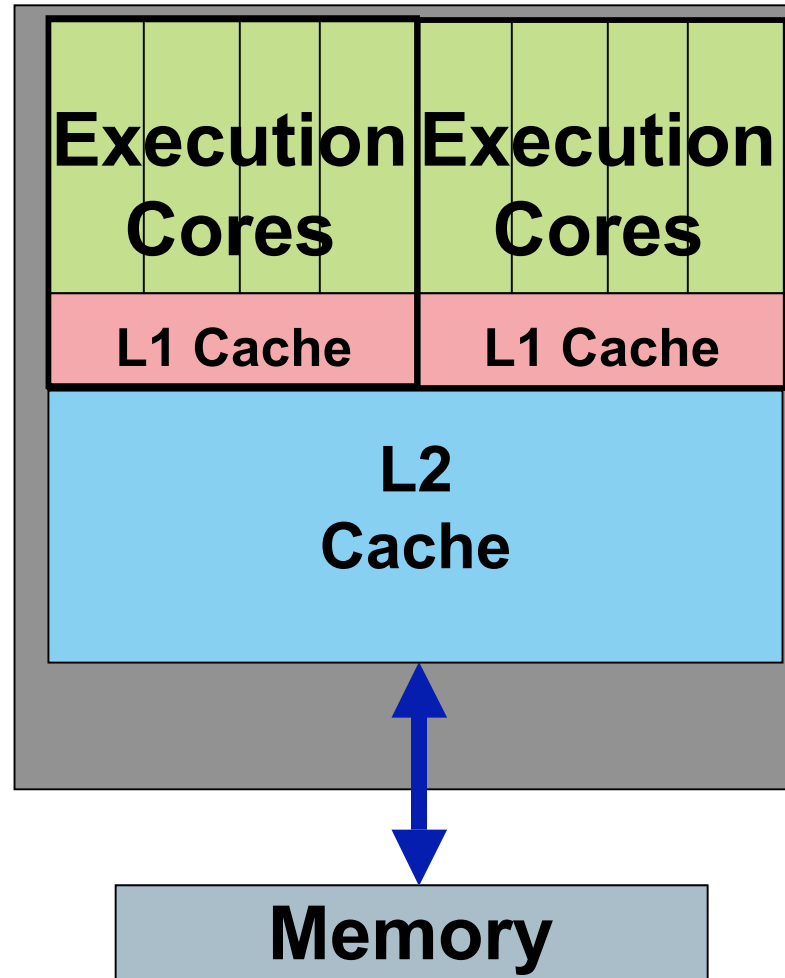 Execution
Cores
Execution
Cores
L1 Cache
L1 Cache
L2
Cache
Memory